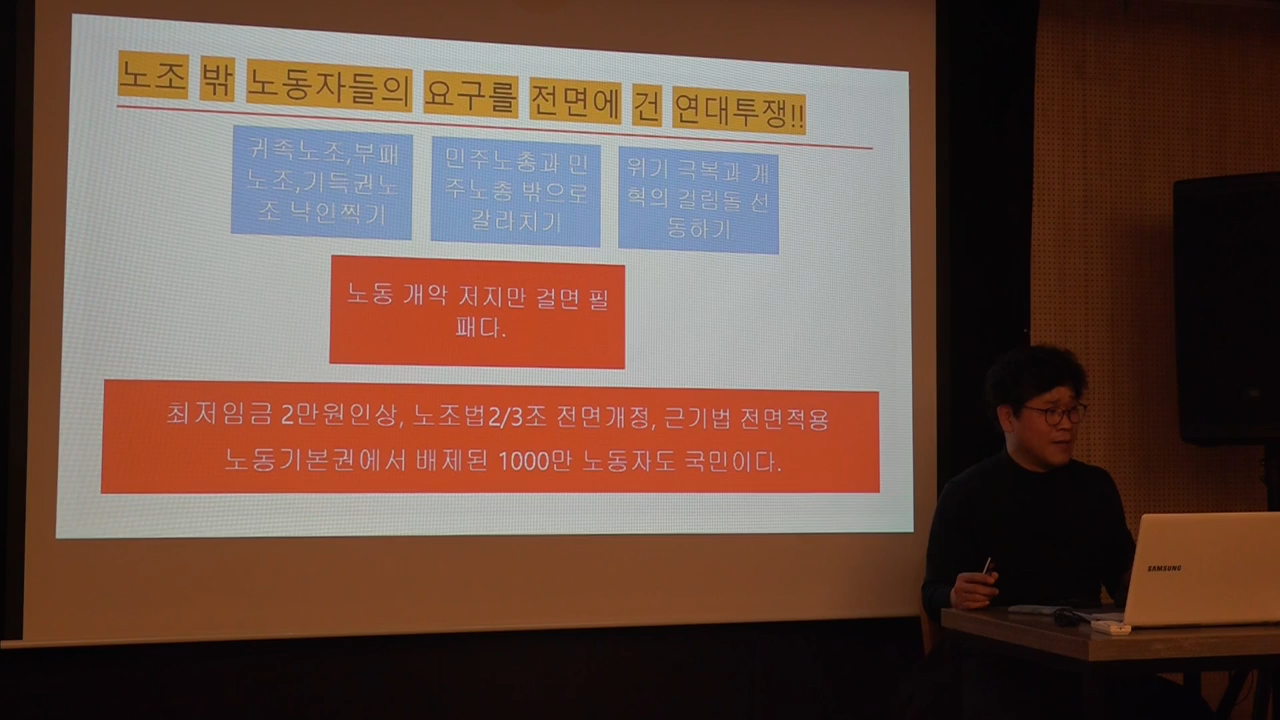 노조 밖 노동자들의 요구를 전면에 건 연대투쟁!!
귀족노조,부패
노조,기득권노
조 낙인찍기
민주노총과 민
주노총 밖으로
갈라치기
위기 극복과 개
혁의 걸림돌 선
동하기
노동 개악 저지만 걸면 필
패다.
최저임금 2만원인상, 노조법2/3조 전면개정, 근기법 전면적용
노동기본권에서 배제된 1000만 노동자도 국민이다.
SAMSUNG